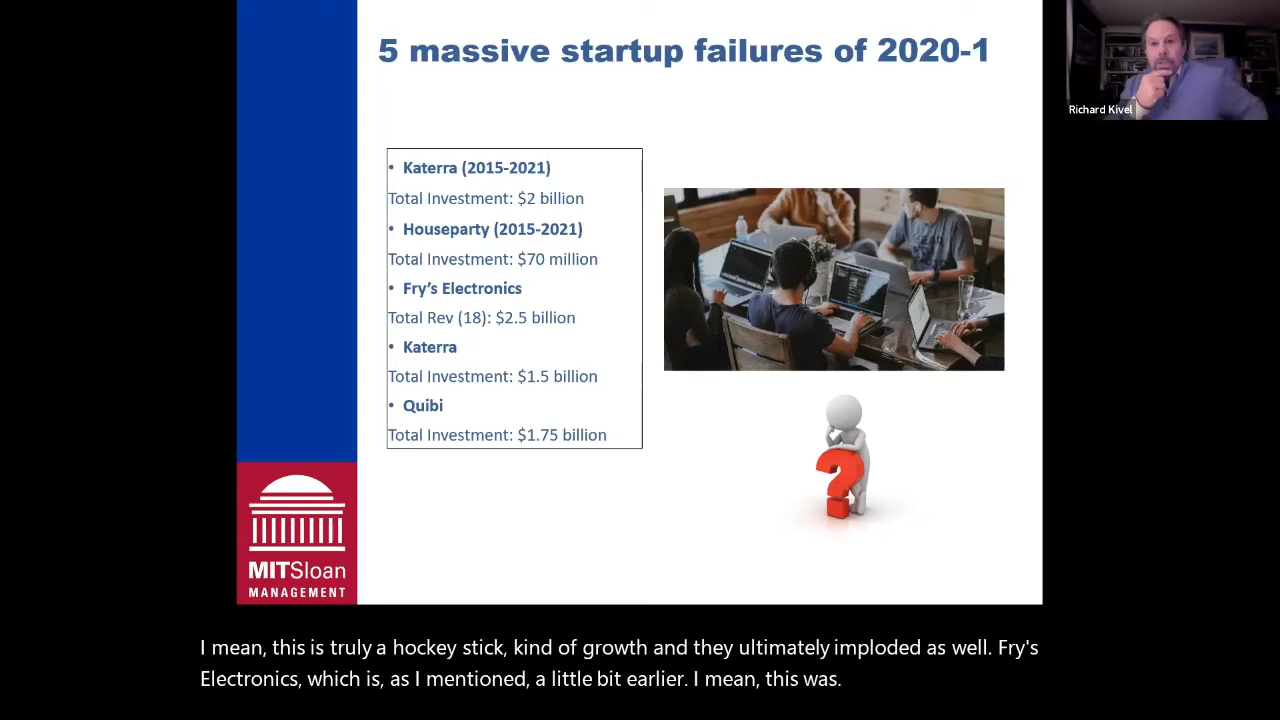 5 massive startup failures of 2020-1
Richard Kivel
• Katerra (2015-2021)
Total Investment: $2 billion
• Houseparty (2015-2021)
Total Investment: $70 million
• Fry’s Electronics
Total Rev (18): $2.5 billion
• Katerra
Total Investment: $1.5 billion
• Quibi
Total Investment: $1.75 billion
?
MITSloan
MANAGEMENT
I mean, this is truly a hockey stick, kind of growth and they ultimately imploded as well. Fry's
Electronics, which is, as I mentioned, a little bit earlier. I mean, this was.